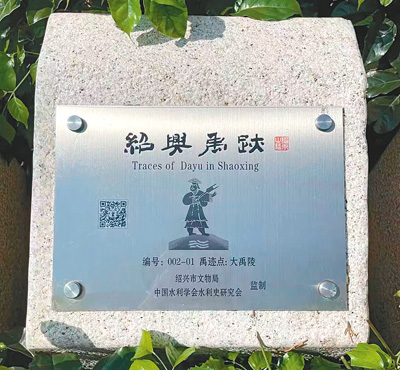 紹興禹跡
Traces of Dayu in Shaoxing
编号: 002-01 禹迹点: 大禹陵
绍兴市文物局
中国水利学会水利史研究会
监制